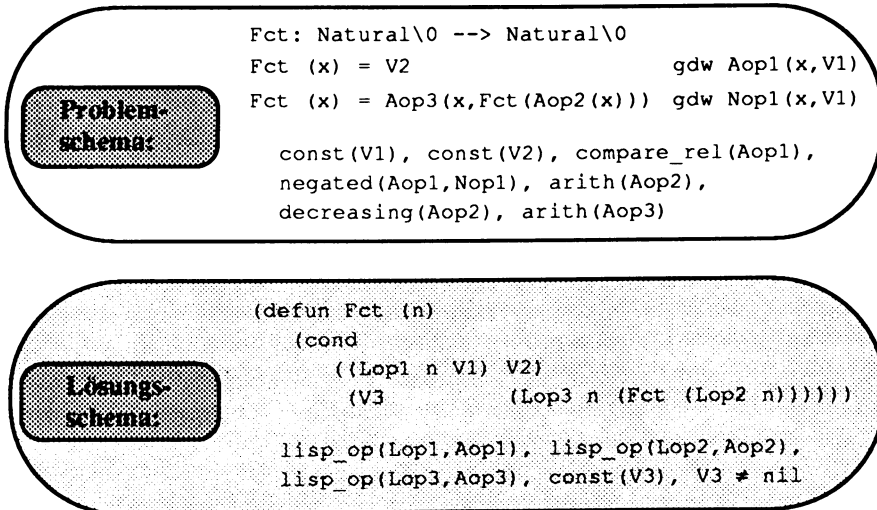 Fct: Natural\0 --> Natural\0
Fct (x) = V2 gdw Aop1(x,V1)
Fct (x) = Aop3(x,Fct(Aop2(x))) gdw Nop1(x,V1)
Problem-
schema:
const(V1), const(V2), compare_rel(Aop1),
negated(Aop1,Nop1), arith(Aop2),
decreasing(Aop2), arith(Aop3)
(defun Fct (n)
(cond
((Lop1 n V1) V2)
(V3 (Lop3 n (Fct (Lop2 n))))))
Lösungs-
schema:
lisp_op(Lop1,Aop1), lisp_op(Lop2,Aop2),
lisp_op(Lop3,Aop3), const(V3), V3 ≠ nil